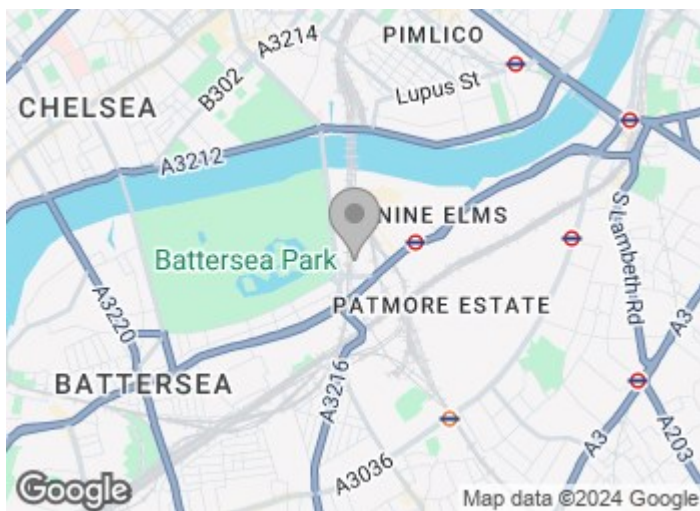 A3214
PIMLICO
B302
Lupus St
CHELSEA
A3212
NINE ELMS
S Lambeth Rd
Battersea Park
A3220
PATMORE ESTATE
A3
BATTERSEA
A3216
A3036
A3
A203
Google
Map data ©2024 Google